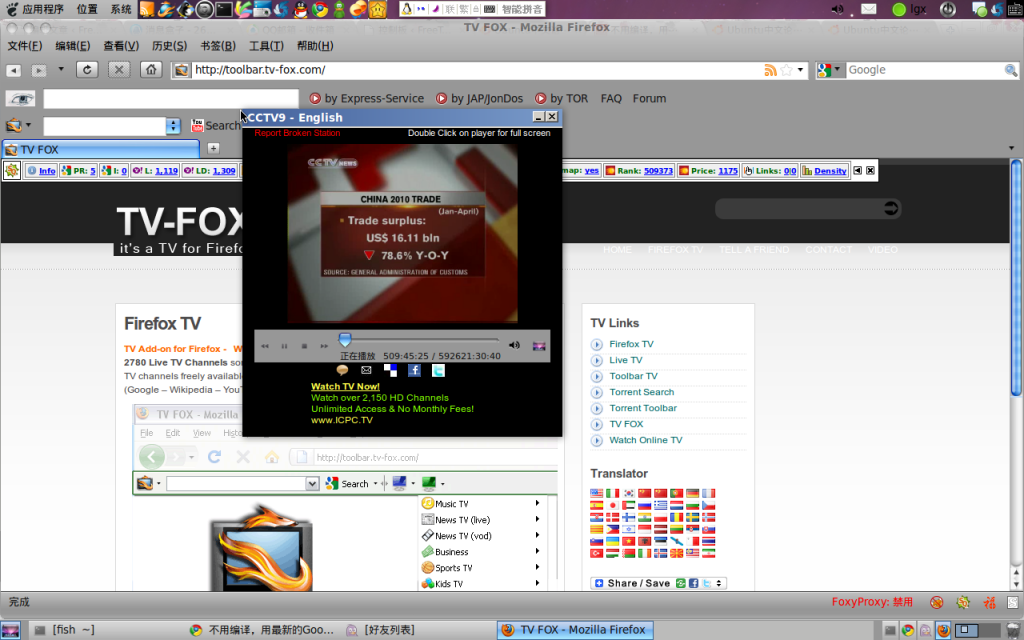 应用程序 位置 系统
智能拼音
lgx
TV FOX - Mozilla Firefox
文件(F) 编辑(E) 查看(V) 历史(S) 书签(B) 工具(T) 帮助(H)
http://toolbar.tv-fox.com/
Google
by Express-Service by JAP/JonDos by TOR FAQ Forum
Search
TV FOX
Info PR: 5 I: 0 L: 1,119 LD: 1,309
map: yes Rank: 509373 Price: 1175 Links: 0|0 Density
CCTV9 - English
Report Broken Station Double Click on player for full screen
CCTV NEWS
CHINA 2010 TRADE
(Jan-April)
Trade surplus:
US$ 16.11 bln
78.6% Y-O-Y
SOURCE: GENERAL ADMINISTRATION OF CUSTOMS
正在播放 509:45:25 / 592621:30:40
Watch TV Now!
Watch over 2,150 HD Channels
Unlimited Access & No Monthly Fees!
www.ICPC.TV
TV-FOX
it's a TV for Firefo
HOME FIREFOX TV TELL A FRIEND CONTACT VIDEO
Firefox TV
TV Add-on for Firefox - W
2780 Live TV Channels
TV channels freely available
(Google – Wikipedia – YouT
TV FOX - Mozilla
File Edit View Histo
http://toolbar.tv-fox.com/
Search
Music TV
News TV (live)
News TV (vod)
Business
Sports TV
Kids TV
TV Links
Firefox TV
Live TV
Toolbar TV
Torrent Search
Torrent Toolbar
TV FOX
Watch Online TV
Translator
Share / Save
完成
FoxyProxy: 禁用
[fish ~] 不用编译，用最新的Goo... [好友列表] TV FOX - Mozilla Firefox